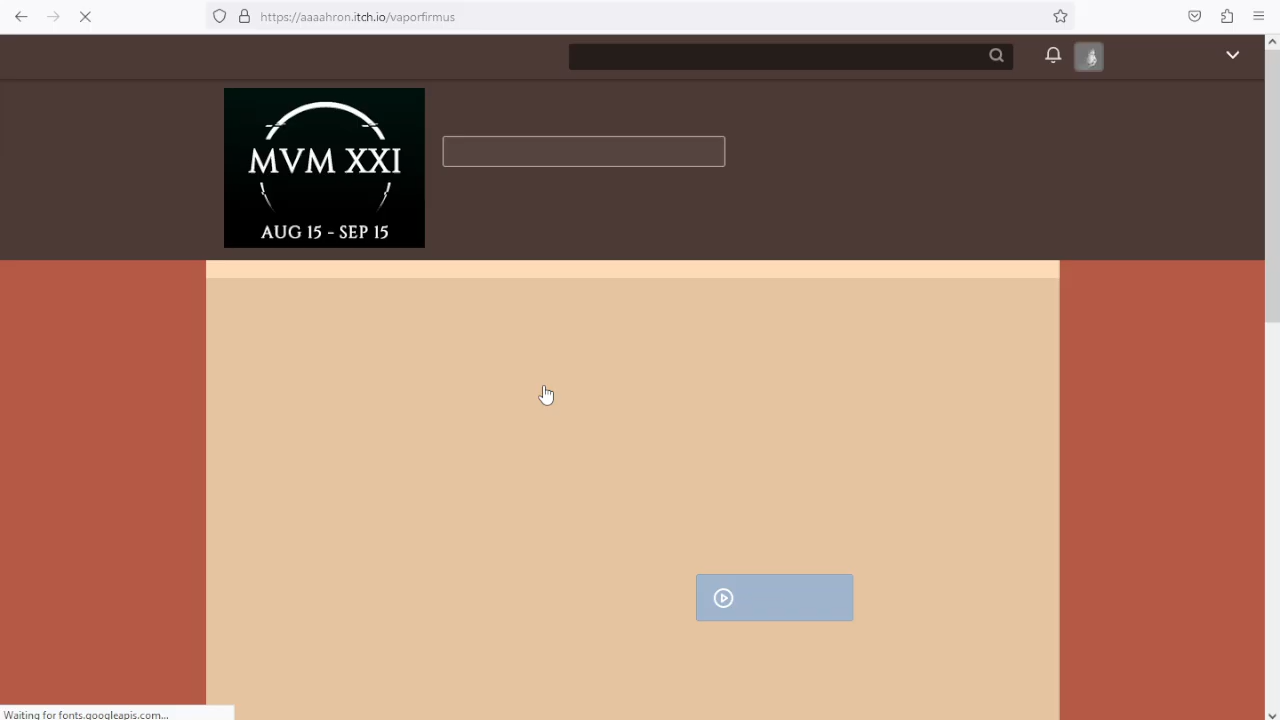 https://aaaahron.itch.io/vaporfirmus
MVM XXI
AUG 15 - SEP 15
Waiting for fonts.googleapis.com...